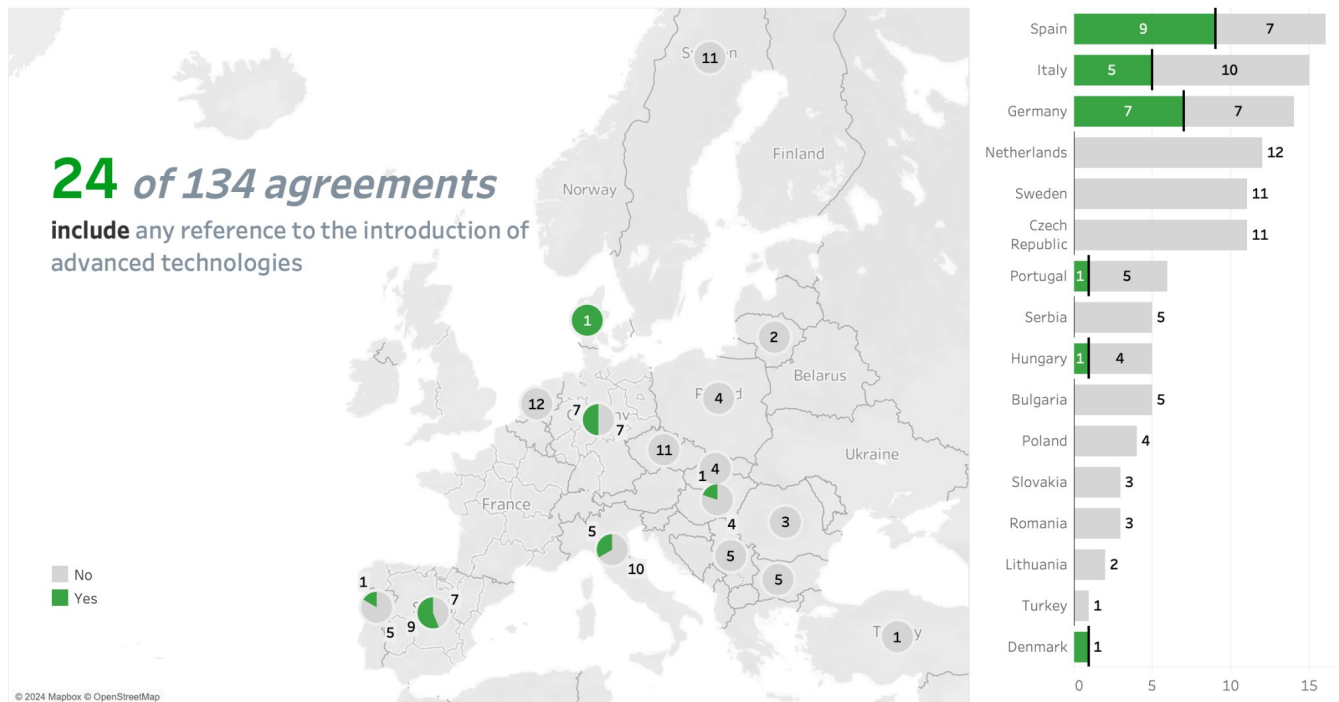 24 of 134 agreements
include any reference to the introduction of
advanced technologies
No
Yes
Norway
Finland
Belarus
Ukraine
France
11
1
2
12
7
7
4
11
4
1
4
3
5
10
5
5
1
5
7
9
1
© 2024 Mapbox © OpenStreetMap
Spain 9 7
Italy 5 10
Germany 7 7
Netherlands 12
Sweden 11
Czech
Republic 11
Portugal 1 5
Serbia 5
Hungary 1 4
Bulgaria 5
Poland 4
Slovakia 3
Romania 3
Lithuania 2
Turkey 1
Denmark 1
0 5 10 15